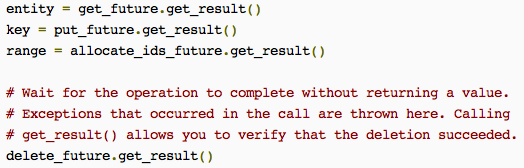 entity = get_future.get_result()
key = put_future.get_result()
range = allocate_ids_future.get_result()
# Wait for the operation to complete without returning a value.
# Exceptions that occurred in the call are thrown here. Calling
# get_result() allows you to verify that the deletion succeeded.
delete_future.get_result()